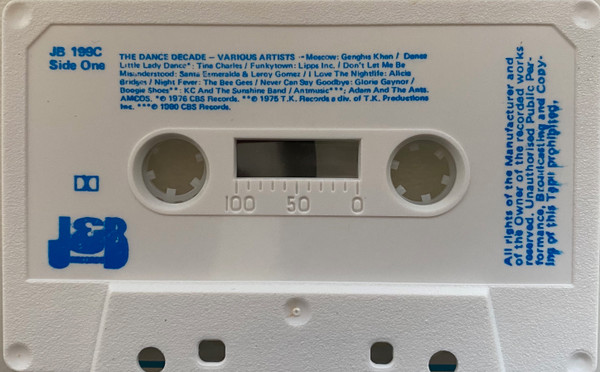 JB 199C
Side One
THE DANCE DECADE – VARIOUS ARTISTS – Moscow: Genghis Khan / Dance
Little Lady Dance*: Tina Charles / Funkytown: Lipps Inc. / Don't Let Me Be
Misunderstood: Santa Esmeralda & Leroy Gomez / I Love The Nightlife: Alicia
Bridges / Night Fever: The Bee Gees / Never Can Say Goodbye: Gloria Gaynor /
Boogie Shoes**: KC And The Sunshine Band / Antmusic***: Adam And The Ants.
AMCOS. *℗ 1976 CBS Records. **℗ 1975 T.K. Records a div. of T.K. Productions
Inc. ***℗ 1980 CBS Records.
100 50 0
J&B
RECORDS
All rights of the Manufacturer and
of the Owner of the recorded works
reserved. Unauthorised Public Per-
formance, Broadcasting and Copy-
ing of this Tape prohibited.